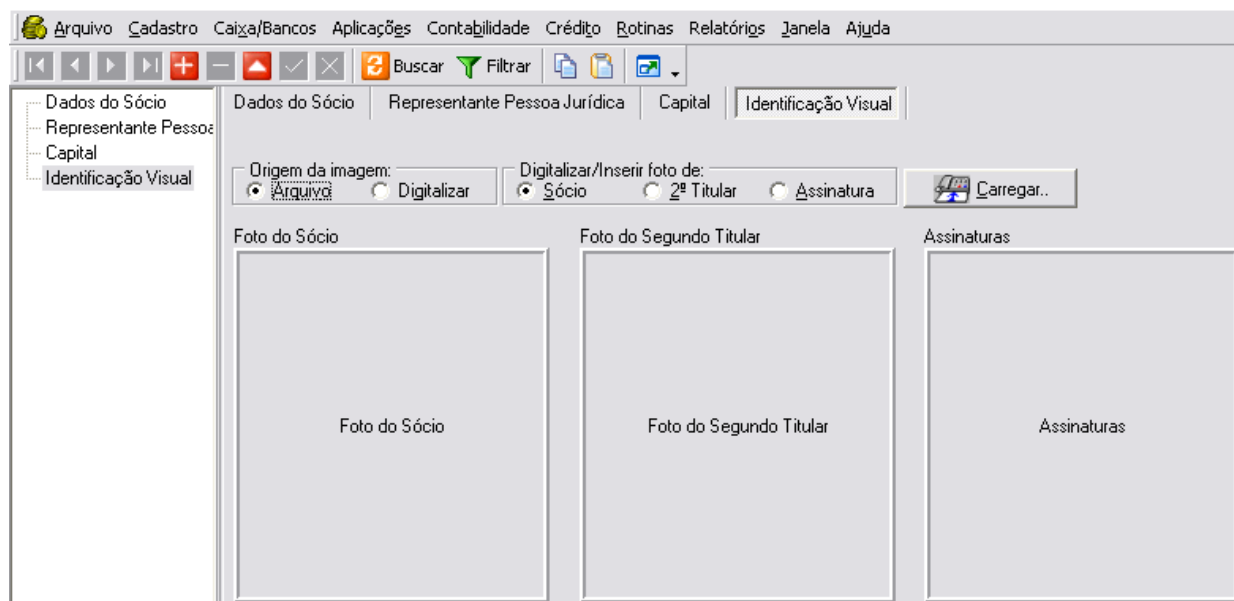 Arquivo Cadastro Caixa/Bancos Aplicações Contabilidade Crédito Rotinas Relatórios Janela Ajuda
Buscar Filtrar
Dados do Sócio
Representante Pessoa
Capital
Identificação Visual
Dados do Sócio Representante Pessoa Jurídica Capital Identificação Visual
Origem da imagem: Digitalizar/Inserir foto de:
Arquivo Digitalizar Sócio 2º Titular Assinatura Carregar..
Foto do Sócio Foto do Segundo Titular Assinaturas
Foto do Sócio Foto do Segundo Titular Assinaturas